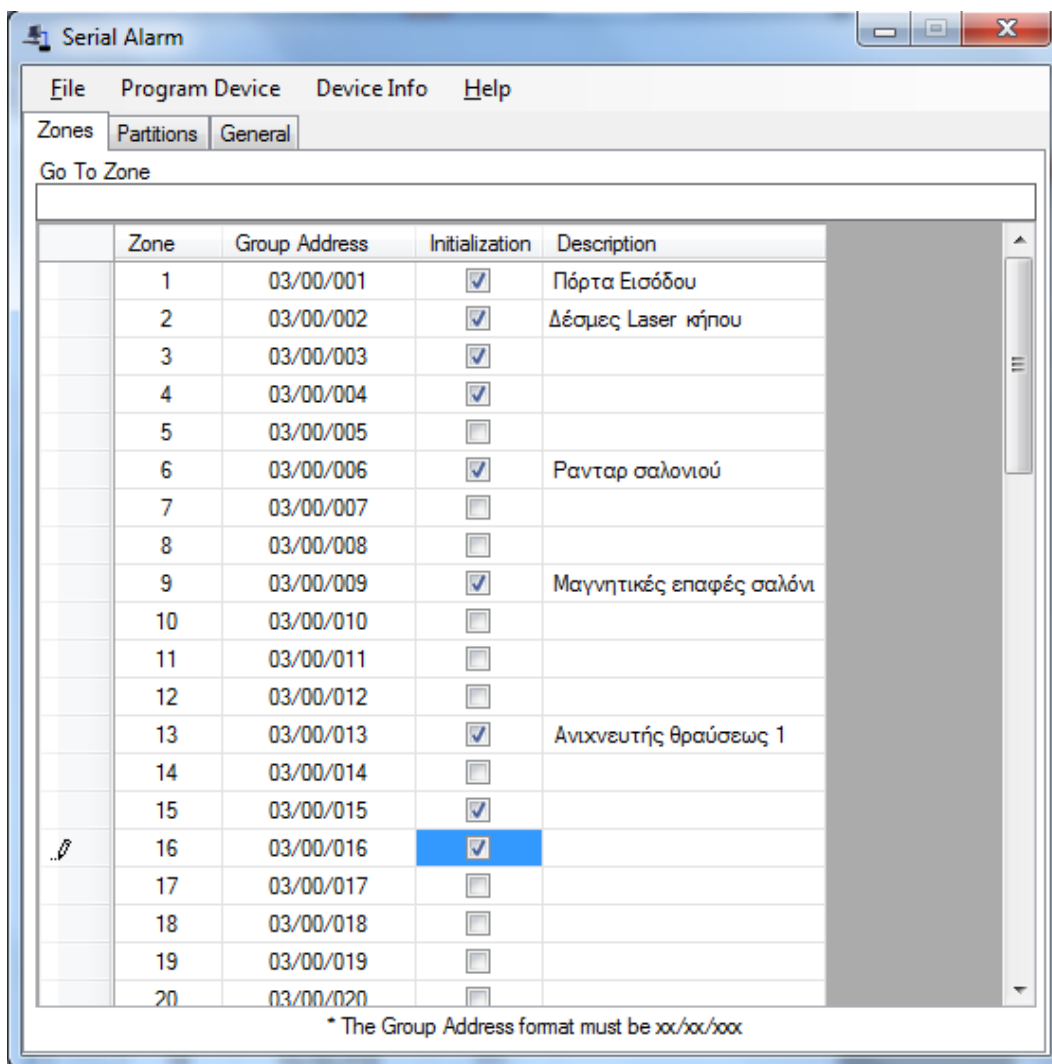 Serial Alarm
File Program Device Device Info Help
Zones Partitions General
Go To Zone
Zone Group Address Initialization Description
1 03/00/001 Πόρτα Εισόδου
2 03/00/002 Δέσμες Laser κήπου
3 03/00/003
4 03/00/004
5 03/00/005
6 03/00/006 Ρανταρ σαλονιού
7 03/00/007
8 03/00/008
9 03/00/009 Μαγνητικές επαφές σαλόνι
10 03/00/010
11 03/00/011
12 03/00/012
13 03/00/013 Ανιχνευτής θραύσεως 1
14 03/00/014
15 03/00/015
16 03/00/016
17 03/00/017
18 03/00/018
19 03/00/019
20 03/00/020
* The Group Address format must be xx/xx/xxx